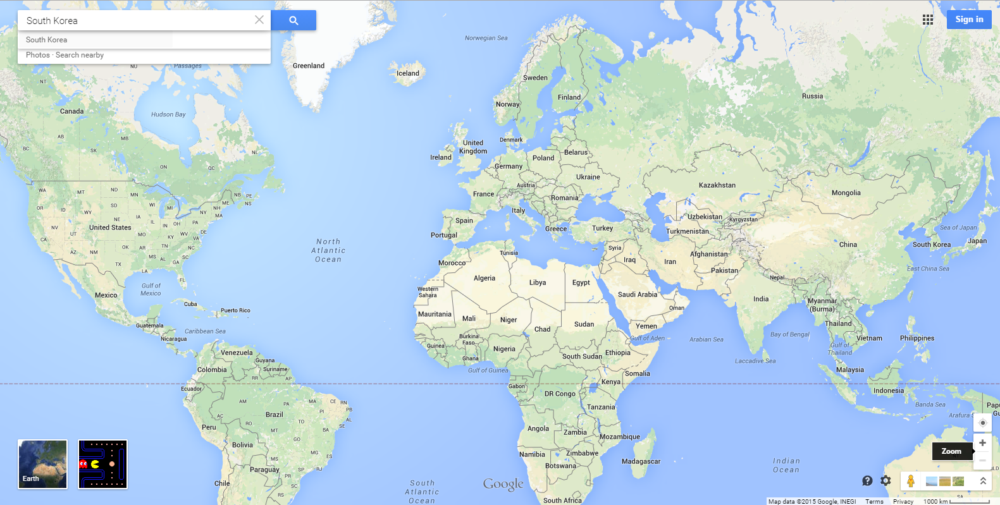 South Korea
South Korea
Photos · Search nearby
Sign in
Greenland
Norwegian Sea
Iceland
NU
Passages
NT
Canada
Hudson Bay
AB
MB
BC
SK
ON
QC
NL
Sweden
Finland
Norway
Russia
Denmark
United
Kingdom
Ireland
Poland
Belarus
Germany
Ukraine
Austria
France
Romania
Italy
Kazakhstan
Mongolia
WA
MT
ND
MN
OR
ID
WY
SD
WI
MI
NB
PE
NS
ME
NH
NY
MA
NV
UT
United States
IA
IL
IN
OH
PA
NJ
MO
KY
WV
VA
DE
CA
AZ
NM
OK
AR
TN
NC
TX
MS
AL
GA
SC
LA
FL
Spain
Portugal
Greece
Turkey
Uzbekistan
Kyrgyzstan
Turkmenistan
Sea of Japan
China
South Korea
Japan
North
Atlantic
Ocean
Tunisia
Morocco
Syria
Iraq
Iran
Afghanistan
Pakistan
Nepal
East China Sea
Algeria
Libya
Egypt
Western
Sahara
Saudi Arabia
India
Gulf of
Mexico
Mexico
Cuba
Puerto Rico
Mauritania
Mali
Niger
Chad
Sudan
Oman
Yemen
Myanmar
(Burma)
Thailand
Guatemala
Caribbean Sea
Nicaragua
Burkina
Faso
Guinea
Nigeria
Ghana
Gulf of Guinea
South Sudan
Ethiopia
Gulf of Aden
Arabian Sea
Bay of Bengal
Laccadive Sea
Gulf of
Thailand
Vietnam
Philippines
Venezuela
Guyana
Suriname
Colombia
RR
AP
Ecuador
Somalia
Kenya
Gabon
DR Congo
Malaysia
Indonesia
Banda Sea
Arafura
Papu
Gu
AM
PA
MA
CE
RN
PB
PI
AL
SE
AC
Brazil
RO
TO
BA
MT
GO
Peru
Bolivia
MG
ES
MS
SP
RJ
Paraguay
PR
SC
RS
Chile
Tanzania
Angola
Zambia
Mozambique
Namibia
Zimbabwe
Botswana
Madagascar
South Africa
South
Atlantic
Ocean
Indian
Ocean
Earth
Google
Zoom
+
−
?
LD
SA
Map data ©2015 Google, INEGI Terms Privacy 1000 km